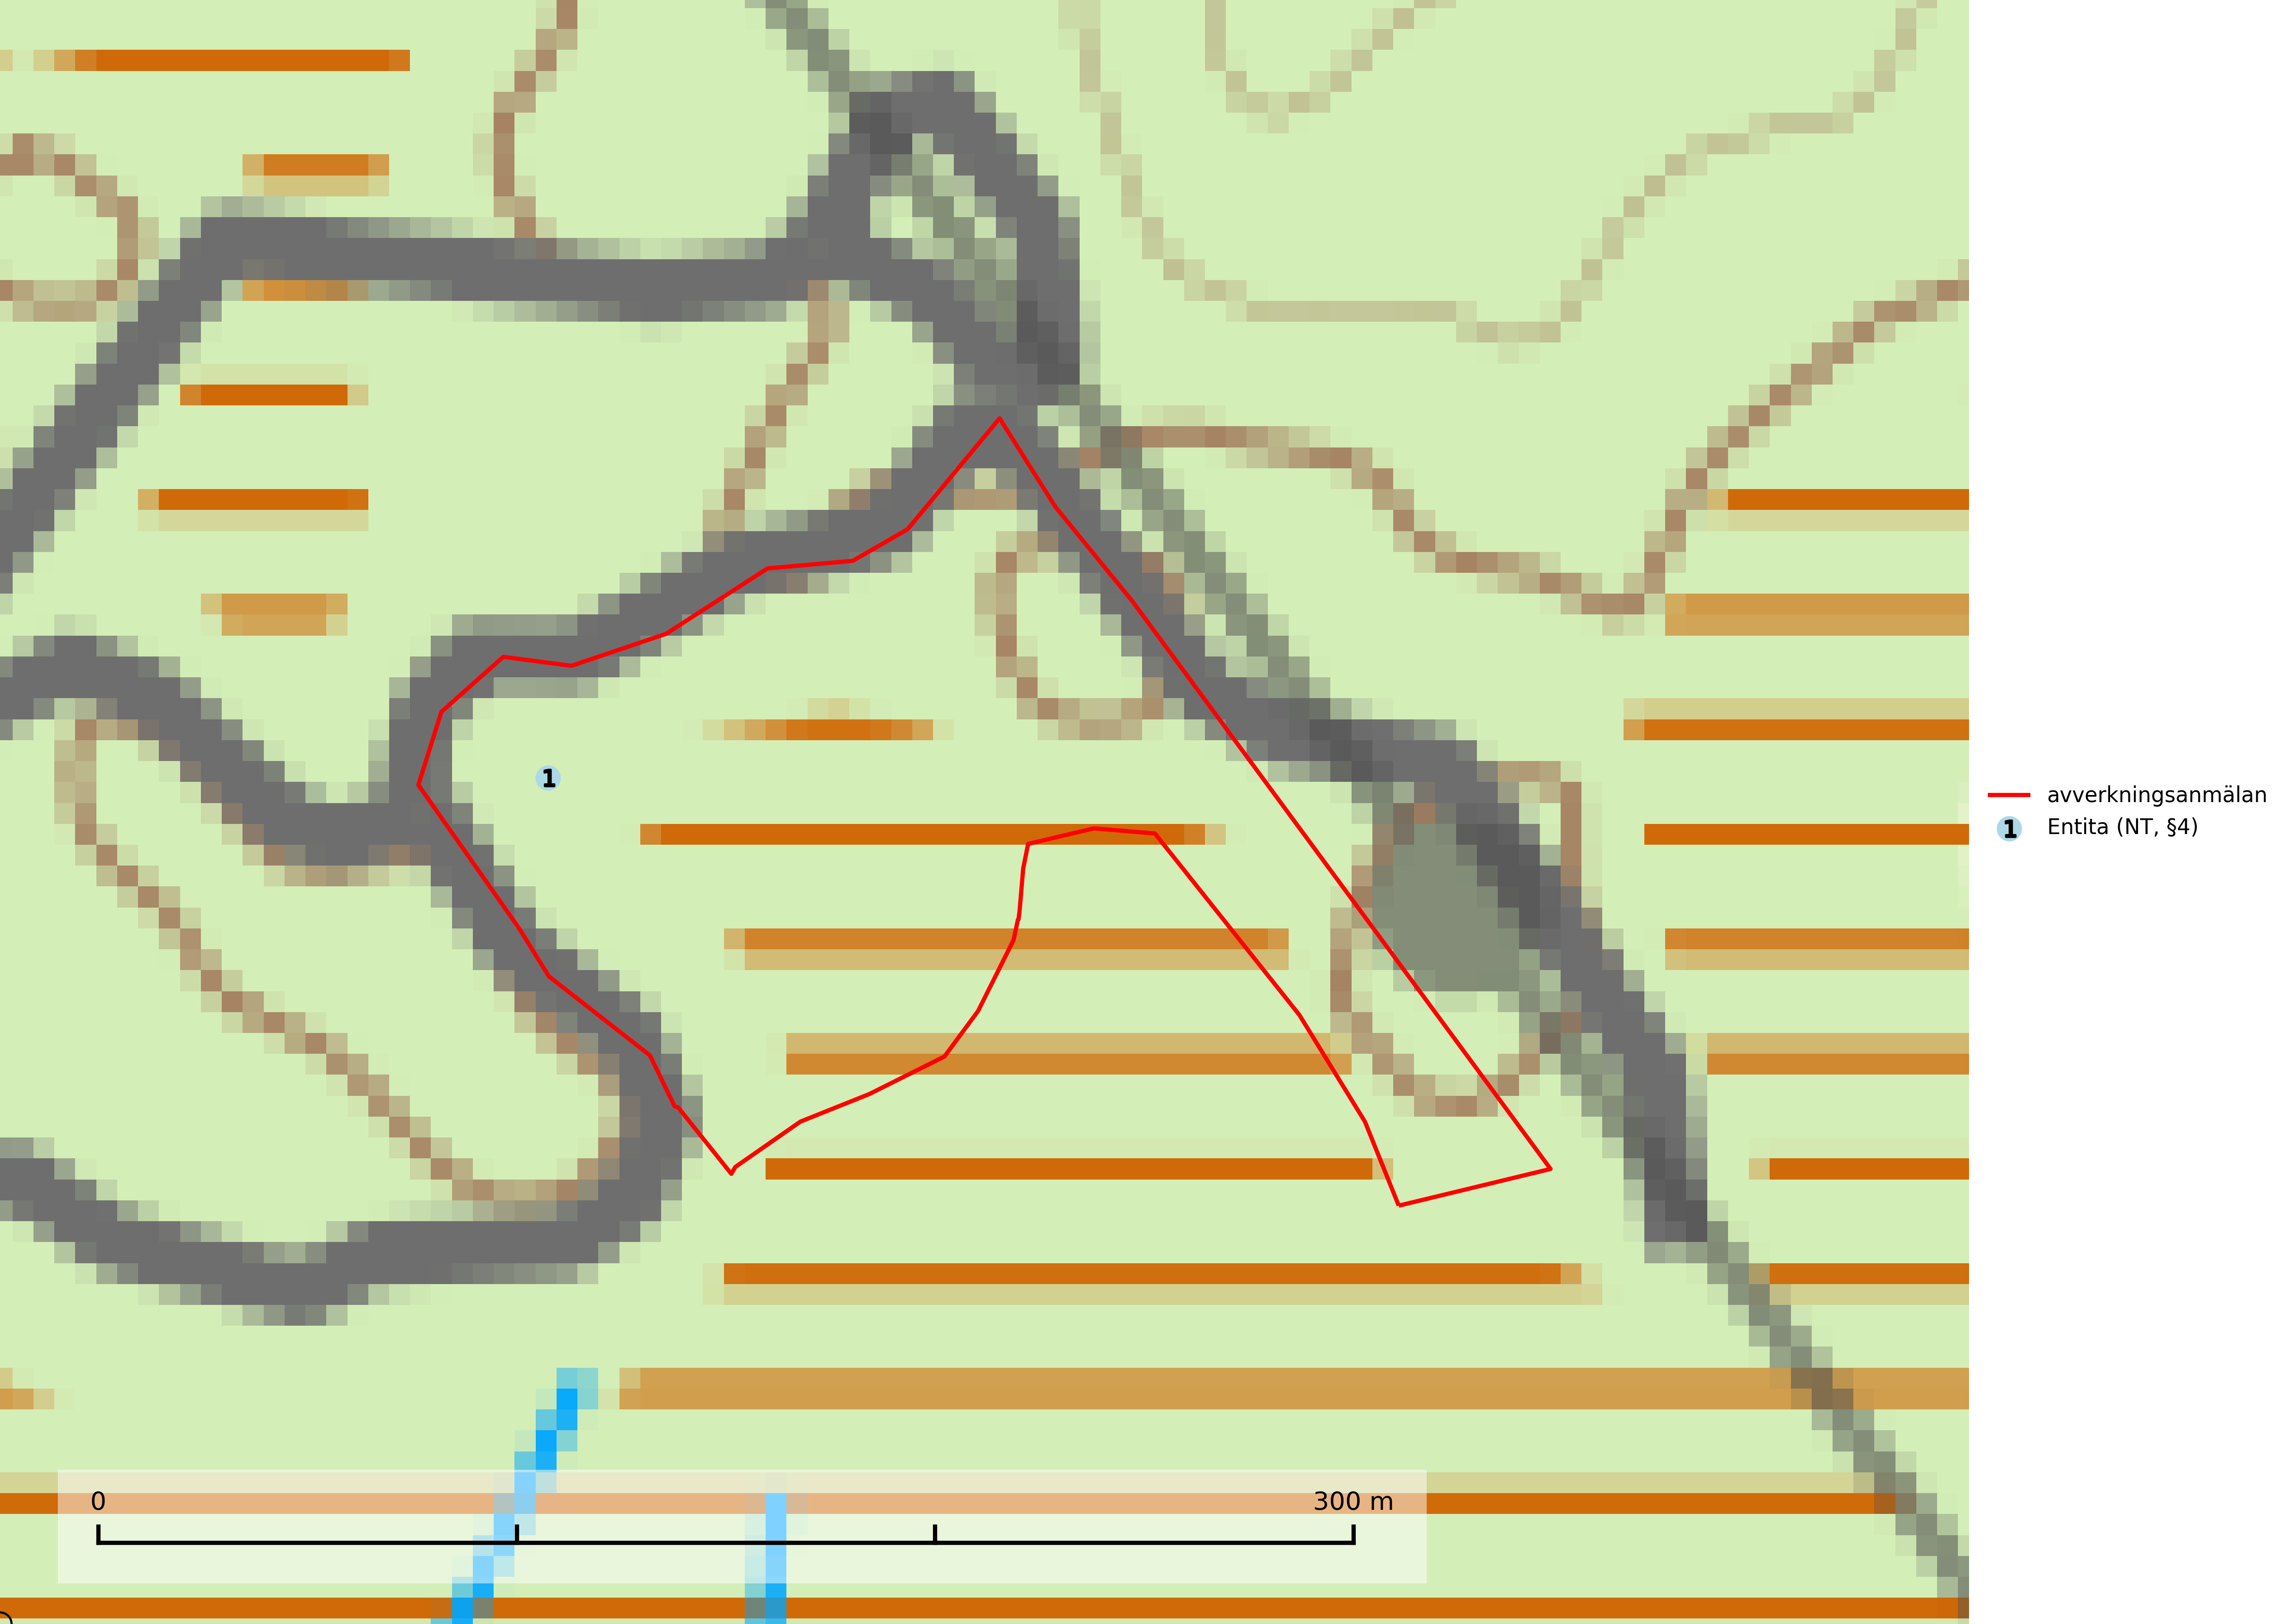 1
avverkningsanmälan
1 Entita (NT, §4)
0 300 m